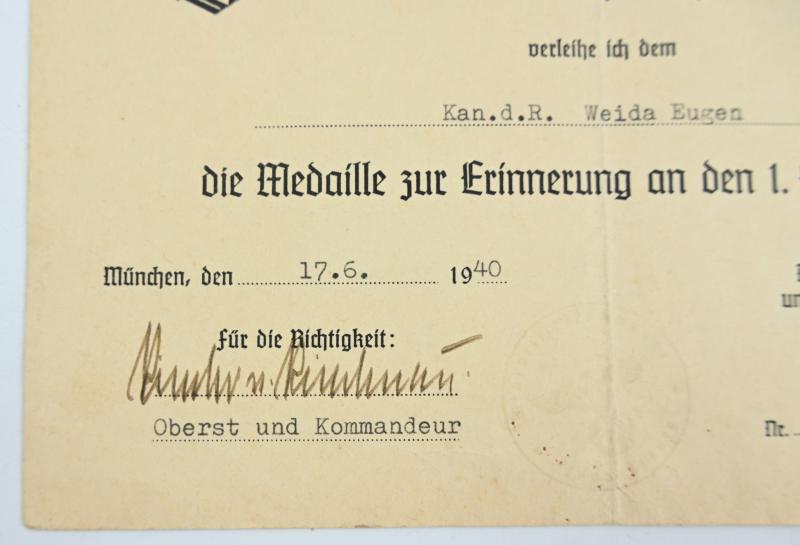 verleihe ich dem
Kan.d.R. Weida Eugen
die Medaille zur Erinnerung an den 1.
München, den 17.6. 1940
un
Für die Richtigkeit:
Oberst und Kommandeur
Nr.